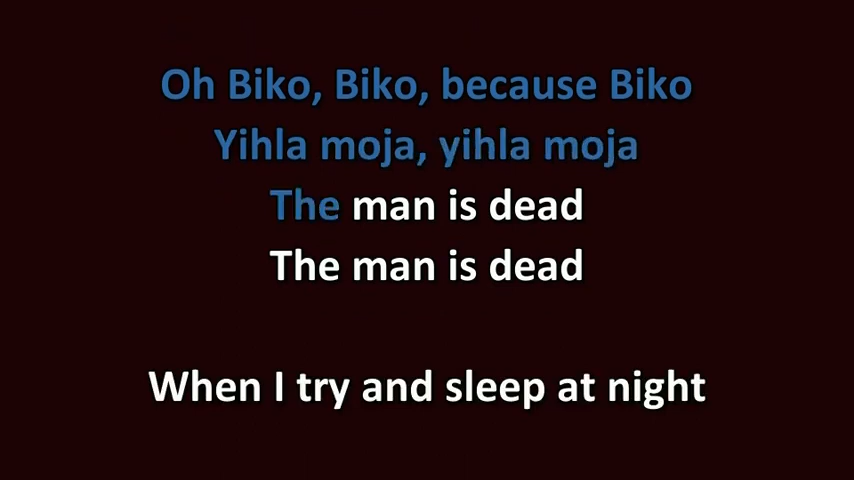 Oh Biko, Biko, because Biko
Yihla moja, yihla moja
The man is dead
The man is dead
When I try and sleep at night